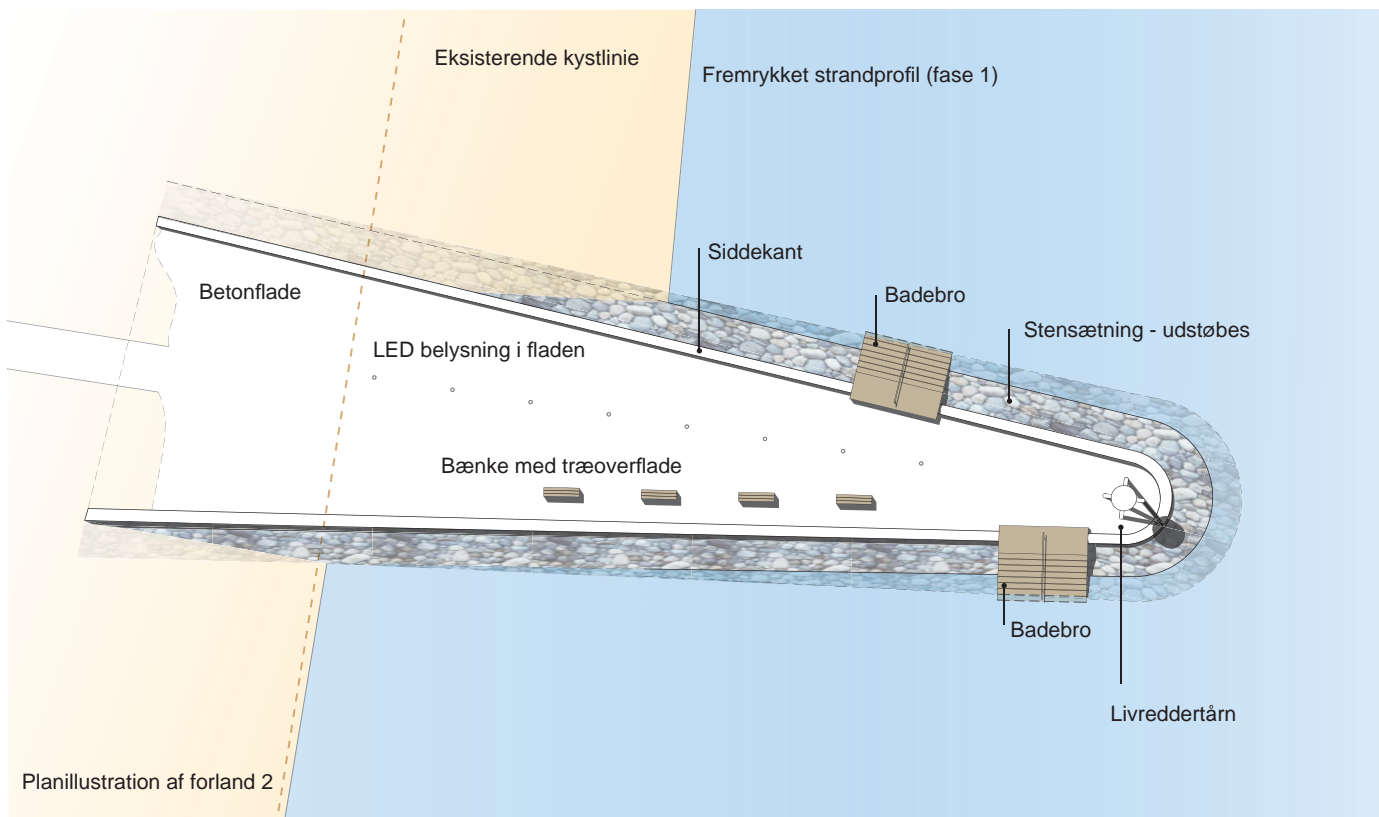 Eksisterende kystlinie
Fremrykket strandprofil (fase 1)
Siddekant
Betonflade
Badebro
Stensætning - udstøbes
LED belysning i fladen
Bænke med træoverflade
Badebro
Livreddertårn
Planillustration af forland 2